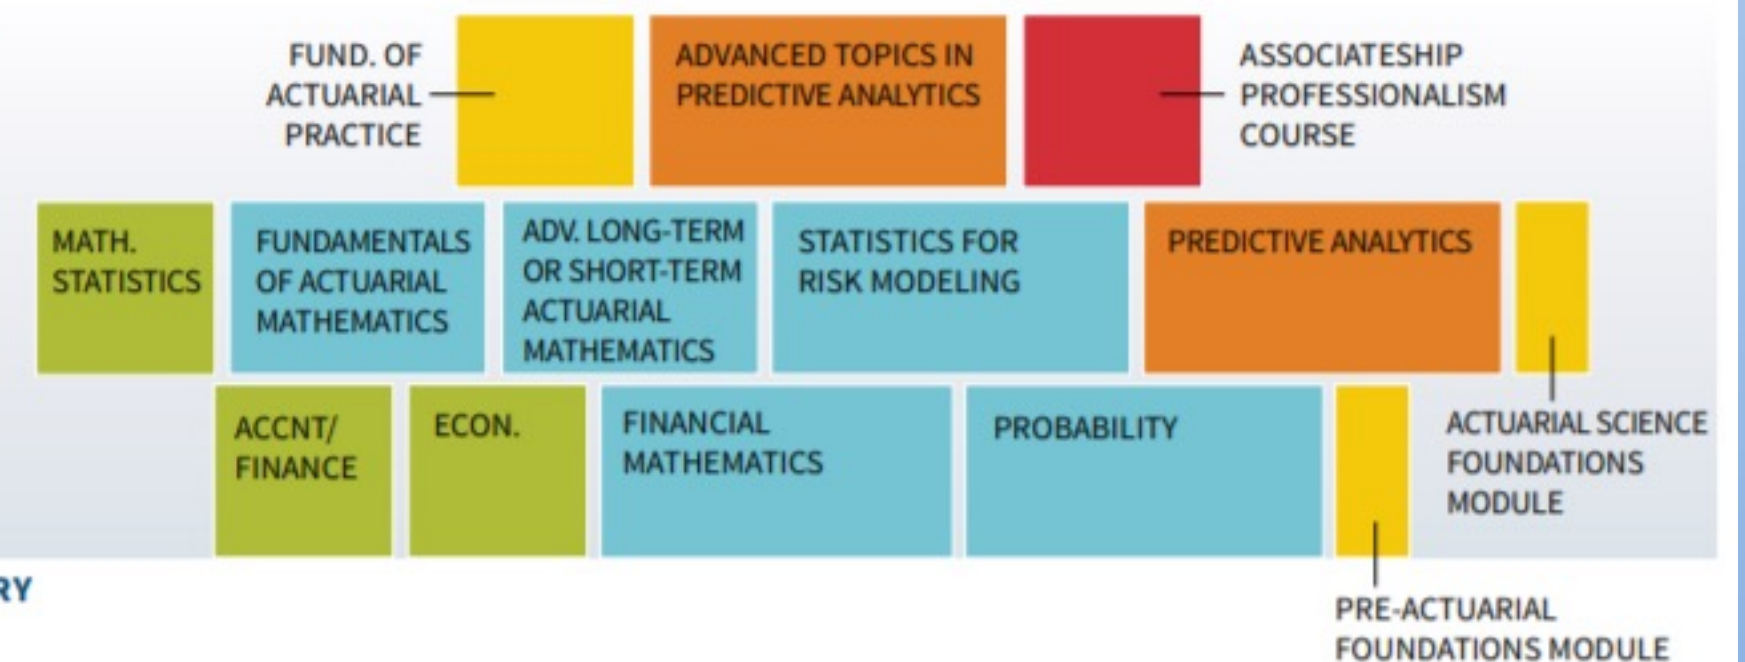 FUND. OF
ACTUARIAL
PRACTICE
ADVANCED TOPICS IN
PREDICTIVE ANALYTICS
ASSOCIATESHIP
PROFESSIONALISM
COURSE
MATH.
STATISTICS
FUNDAMENTALS
OF ACTUARIAL
MATHEMATICS
ADV. LONG-TERM
OR SHORT-TERM
ACTUARIAL
MATHEMATICS
STATISTICS FOR
RISK MODELING
PREDICTIVE ANALYTICS
ACCNT/
FINANCE
ECON.
FINANCIAL
MATHEMATICS
PROBABILITY
ACTUARIAL SCIENCE
FOUNDATIONS
MODULE
RY
PRE-ACTUARIAL
FOUNDATIONS MODULE